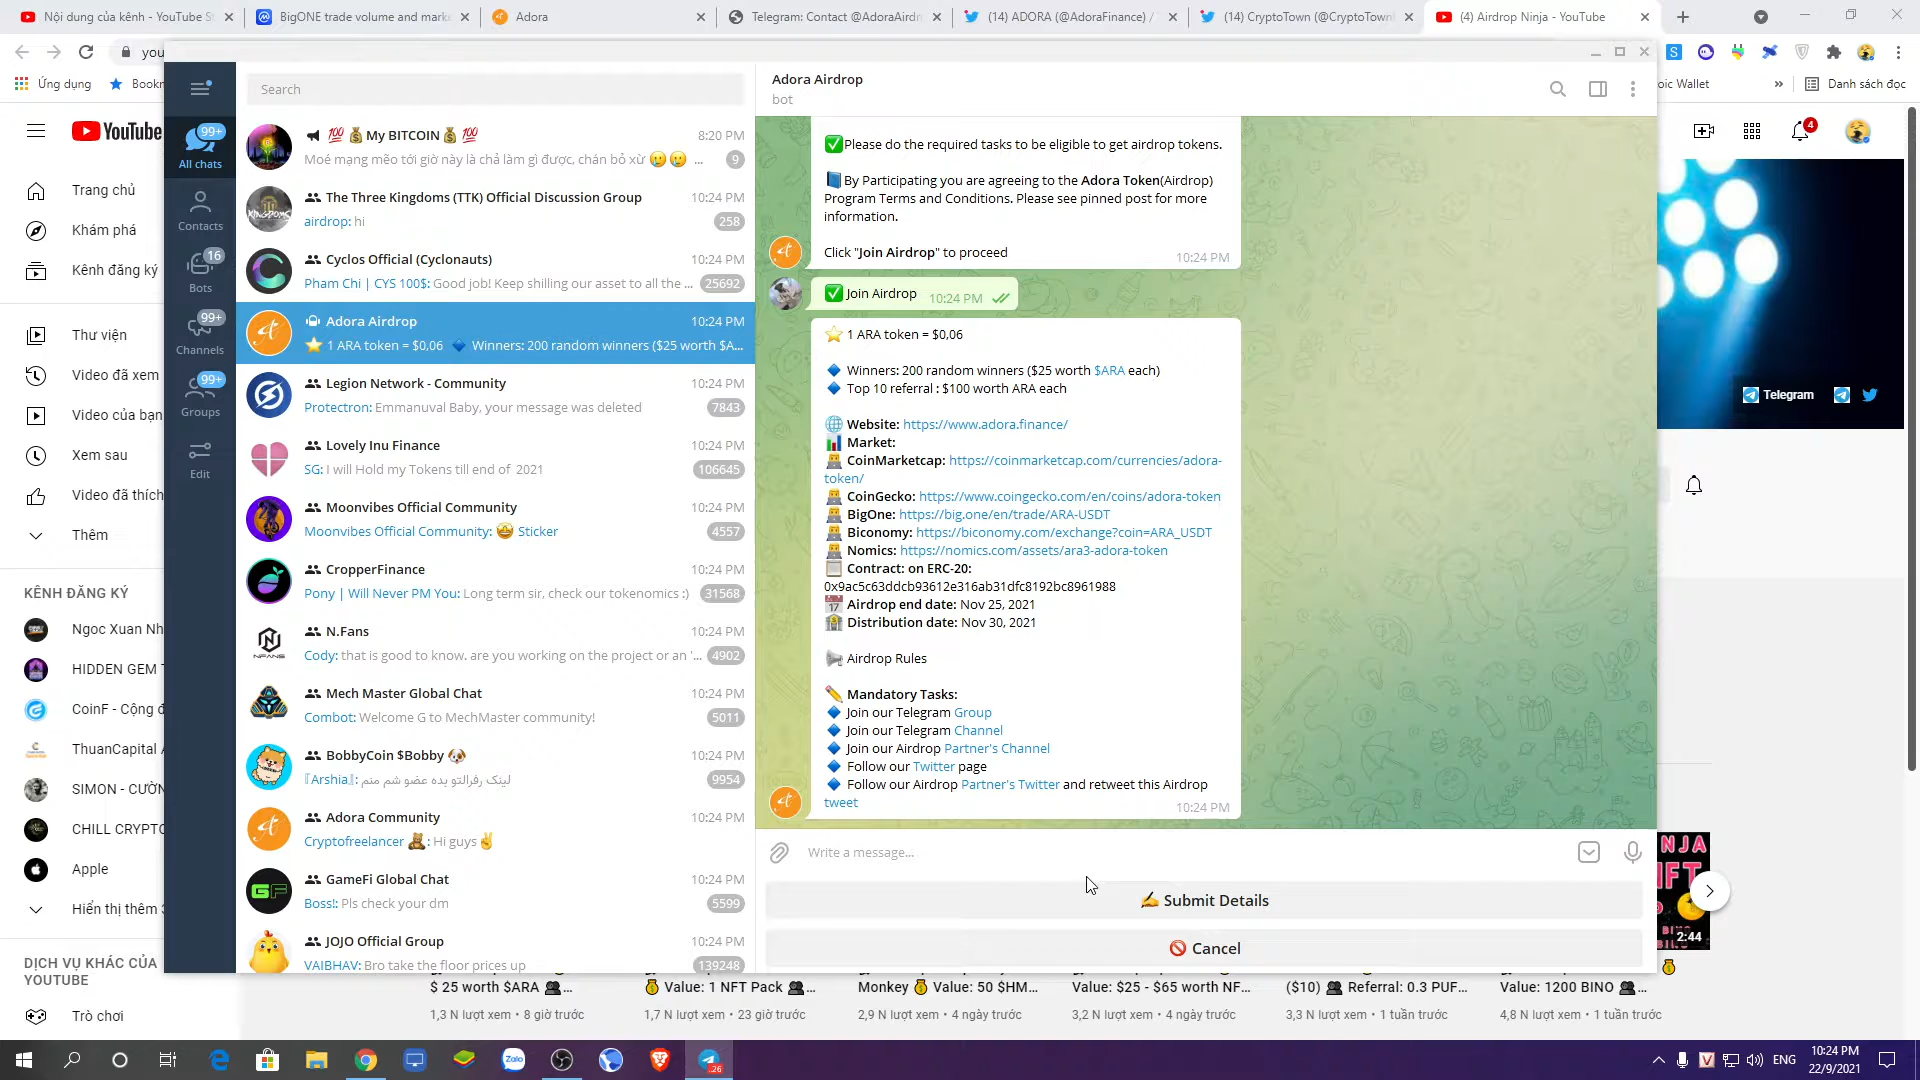 Nội dung của kênh - YouTube St
BigONE trade volume and marke
Adora
Telegram: Contact @AdoraAirdr
(14) ADORA (@AdoraFinance) /
(14) CryptoTown (@CryptoTown
(4) Airdrop Ninja - YouTube
you
Ứng dụng
Bookn
oic Wallet
»
Danh sách đọc
YouTube
4
Trang chủ
Khám phá
Kênh đăng ký
Thư viện
Video đã xem
Video của bạn
Xem sau
Video đã thích
Thêm
KÊNH ĐĂNG KÝ
Ngoc Xuan Nh
HIDDEN GEM T
CoinF - Cộng đ
ThuanCapital A
SIMON - CƯỜN
CHILL CRYPTO
Apple
Hiển thị thêm 3
DỊCH VỤ KHÁC CỦA
YOUTUBE
Trò chơi
99+
All chats
Contacts
16
Bots
99+
Channels
99+
Groups
Edit
Search
💯 💰 My BITCOIN 💰 💯
8:20 PM
Moé mạng mẽo tới giờ này là chả làm gì được, chán bỏ xừ 🥲🥲 ...
9
The Three Kingdoms (TTK) Official Discussion Group
10:24 PM
airdrop: hi
258
Cyclos Official (Cyclonauts)
10:24 PM
Pham Chi | CYS 100$: Good job! Keep shilling our asset to all the ...
25692
Adora Airdrop
10:24 PM
⭐ 1 ARA token = $0,06 🔹 Winners: 200 random winners ($25 worth $A...
Legion Network - Community
10:24 PM
Protectron: Emmanuval Baby, your message was deleted
7843
Lovely Inu Finance
10:24 PM
SG: I will Hold my Tokens till end of 2021
106645
Moonvibes Official Community
10:24 PM
Moonvibes Official Community: 🤩 Sticker
4557
CropperFinance
10:24 PM
Pony | Will Never PM You: Long term sir, check our tokenomics :)
31568
N.Fans
10:24 PM
Cody: that is good to know. are you working on the project or an '...
4902
Mech Master Global Chat
10:24 PM
Combot: Welcome G to MechMaster community!
5011
BobbyCoin $Bobby 🐶
10:24 PM
『Arshia』: لینک رفرالتو بده عضو شم منم
9954
Adora Community
10:24 PM
Cryptofreelancer 🧸: Hi guys✌
GameFi Global Chat
10:24 PM
Boss!: Pls check your dm
5599
JOJO Official Group
10:24 PM
VAIBHAV: Bro take the floor prices up
139248
Adora Airdrop
bot
✅Please do the required tasks to be eligible to get airdrop tokens.
📘By Participating you are agreeing to the Adora Token(Airdrop)
Program Terms and Conditions. Please see pinned post for more
information.
Click "Join Airdrop" to proceed
10:24 PM
✅ Join Airdrop
10:24 PM
⭐ 1 ARA token = $0,06
🔹 Winners: 200 random winners ($25 worth $ARA each)
🔹 Top 10 referral : $100 worth ARA each
🌐 Website: https://www.adora.finance/
📊 Market:
CoinMarketcap: https://coinmarketcap.com/currencies/adora-
token/
CoinGecko: https://www.coingecko.com/en/coins/adora-token
BigOne: https://big.one/en/trade/ARA-USDT
Biconomy: https://biconomy.com/exchange?coin=ARA_USDT
Nomics: https://nomics.com/assets/ara3-adora-token
Contract: on ERC-20:
0x9ac5c63ddcb93612e316ab31dfc8192bc8961988
Airdrop end date: Nov 25, 2021
Distribution date: Nov 30, 2021
Airdrop Rules
✏ Mandatory Tasks:
🔹 Join our Telegram Group
🔹 Join our Telegram Channel
🔹 Join our Airdrop Partner's Channel
🔹 Follow our Twitter page
🔹 Follow our Airdrop Partner's Twitter and retweet this Airdrop
tweet
10:24 PM
Write a message...
✍ Submit Details
🚫 Cancel
Telegram
2:44
$ 25 worth $ARA 👥...
1,3 N lượt xem • 8 giờ trước
💰 Value: 1 NFT Pack 👥...
1,7 N lượt xem • 23 giờ trước
Monkey 💰 Value: 50 $HM...
2,9 N lượt xem • 4 ngày trước
Value: $25 - $65 worth NF...
3,2 N lượt xem • 4 ngày trước
($10) 👥 Referral: 0.3 PUF...
3,3 N lượt xem • 1 tuần trước
Value: 1200 BINO 👥...
4,8 N lượt xem • 1 tuần trước
Zalo
26
ENG
10:24 PM
22/9/2021